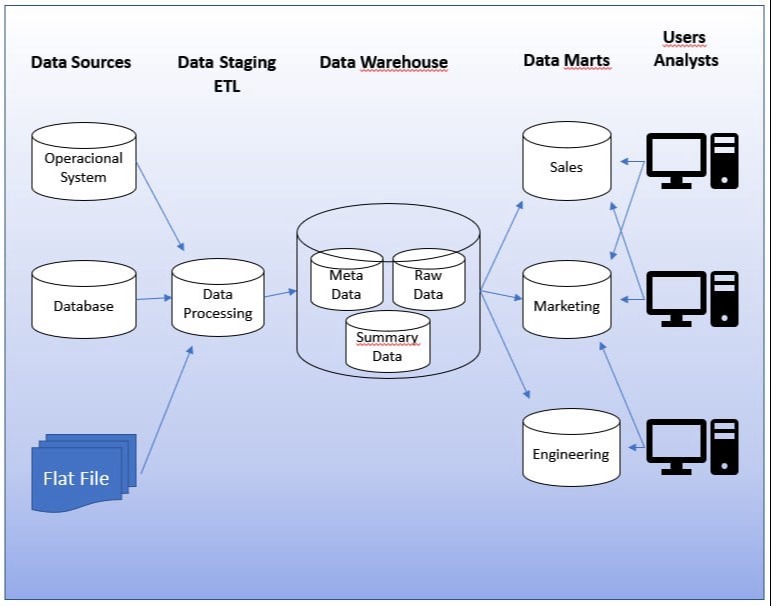 Data Sources
Data Staging
ETL
Data Warehouse
Data Marts
Users
Analysts
Operacional
System
Sales
Database
Data
Processing
Meta
Data
Raw
Data
Summary
Data
Marketing
Flat File
Engineering